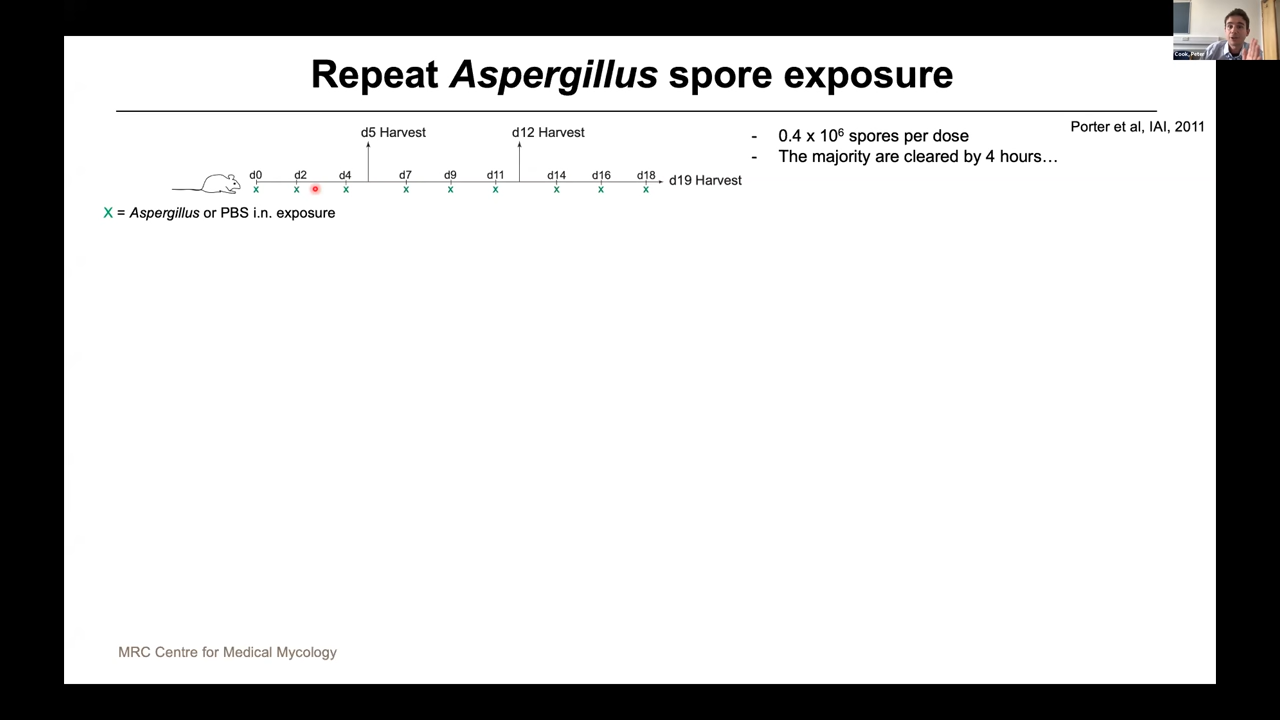 Cook, Peter
Repeat Aspergillus spore exposure
Porter et al, IAI, 2011
d5 Harvest d12 Harvest
- 0.4 x 10⁶ spores per dose
- The majority are cleared by 4 hours…
d0 d2 d4 d7 d9 d11 d14 d16 d18 d19 Harvest
x x x x x x x x x
X = Aspergillus or PBS i.n. exposure
MRC Centre for Medical Mycology